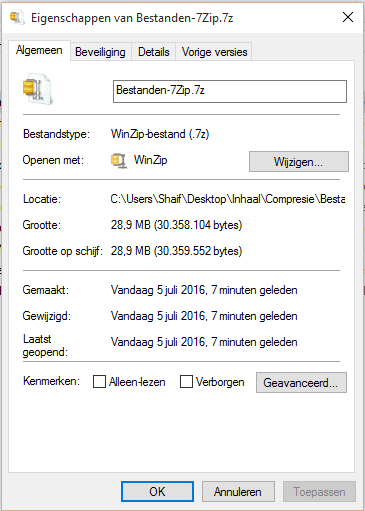 Eigenschappen van Bestanden-7Zip.7z
Algemeen Beveiliging Details Vorige versies
Bestanden-7Zip.7z
Bestandstype: WinZip-bestand (.7z)
Openen met: WinZip Wijzigen...
Locatie: C:\Users\Shaif\Desktop\Inhaal\Compresie\Besta
Grootte: 28,9 MB (30.358.104 bytes)
Grootte op schijf: 28,9 MB (30.359.552 bytes)
Gemaakt: Vandaag 5 juli 2016, 7 minuten geleden
Gewijzigd: Vandaag 5 juli 2016, 7 minuten geleden
Laatst geopend: Vandaag 5 juli 2016, 7 minuten geleden
Kenmerken: Alleen-lezen Verborgen Geavanceerd...
OK Annuleren Toepassen